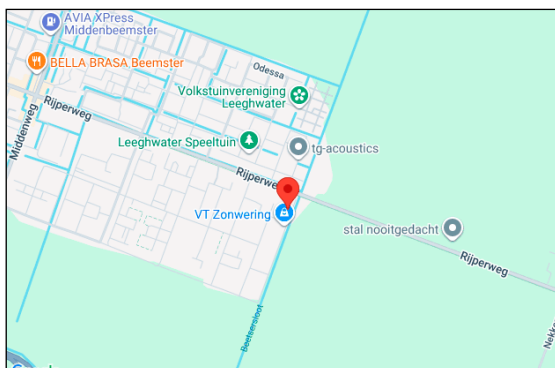 AVIA XPress
Middenbeemster
BELLA BRASA Beemster
Odessa
Volkstuinvereniging
Leeghwater
Rijperweg
Middenweg
Leeghwater Speeltuin
tg-acoustics
Rijperweg
VT Zonwering
stal nooitgedacht
Rijperweg
Beetsersloot